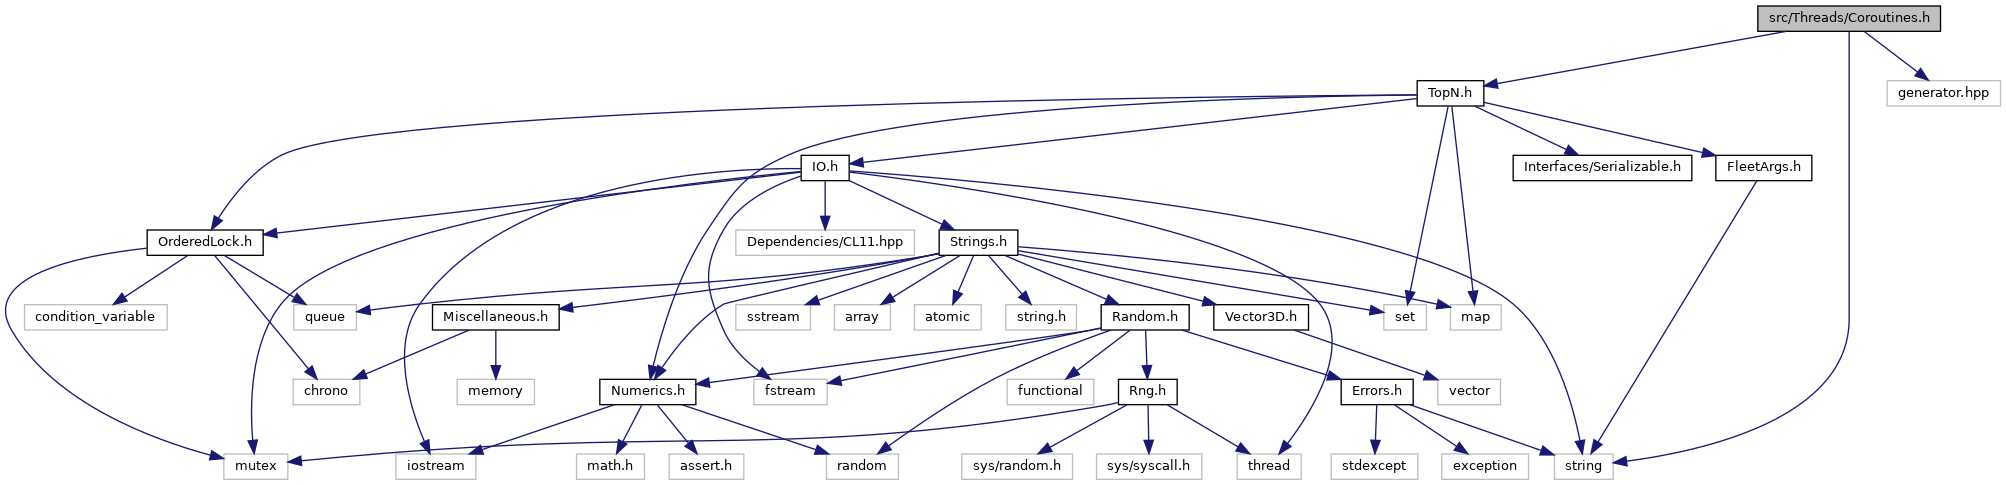 src/Threads/Coroutines.h
TopN.h
generator.hpp
IO.h
Interfaces/Serializable.h
FleetArgs.h
OrderedLock.h
Dependencies/CL11.hpp
Strings.h
condition_variable
queue
Miscellaneous.h
sstream
array
atomic
string.h
Random.h
Vector3D.h
set
map
chrono
memory
Numerics.h
fstream
functional
Rng.h
Errors.h
vector
mutex
iostream
math.h
assert.h
random
sys/random.h
sys/syscall.h
thread
stdexcept
exception
string